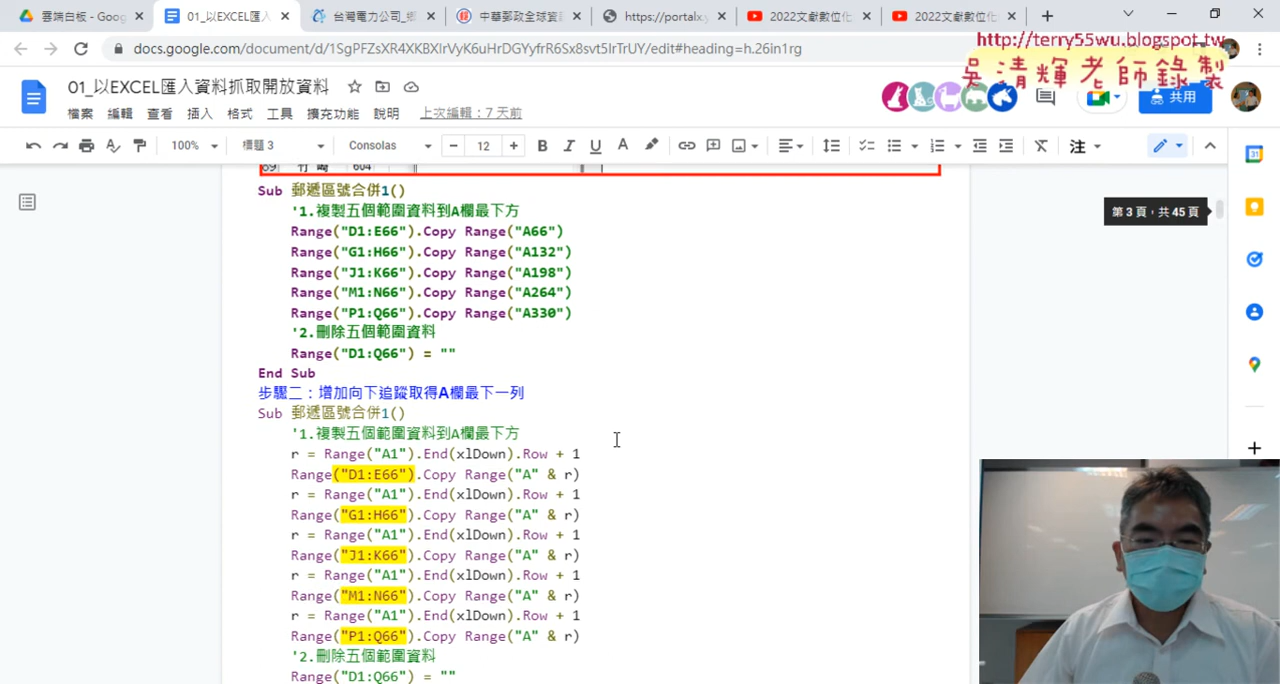 雲端白板 - Goog
01_以EXCEL匯入
台灣電力公司_
中華郵政全球資
https://portalx.y
2022文獻數位化
2022文獻數位化
docs.google.com/document/d/1SgPFZsXR4XKBXlrVyK6uHrDGYyfrR6Sx8svt5IrTrUY/edit#heading=h.26in1rg
http://terry55wu.blogspot.tw
吳清輝老師錄製
01_以EXCEL匯入資料抓取開放資料
檔案 編輯 查看 插入 格式 工具 擴充功能 說明 上次編輯：7 天前
共用
100% 標題 3 Consolas 12 B I U A 注
69 竹 崎 604
第 3 頁，共 45 頁
Sub 郵遞區號合併1()
'1.複製五個範圍資料到A欄最下方
Range("D1:E66").Copy Range("A66")
Range("G1:H66").Copy Range("A132")
Range("J1:K66").Copy Range("A198")
Range("M1:N66").Copy Range("A264")
Range("P1:Q66").Copy Range("A330")
'2.刪除五個範圍資料
Range("D1:Q66") = ""
End Sub
步驟二：增加向下追蹤取得A欄最下一列
Sub 郵遞區號合併1()
'1.複製五個範圍資料到A欄最下方
r = Range("A1").End(xlDown).Row + 1
Range("D1:E66").Copy Range("A" & r)
r = Range("A1").End(xlDown).Row + 1
Range("G1:H66").Copy Range("A" & r)
r = Range("A1").End(xlDown).Row + 1
Range("J1:K66").Copy Range("A" & r)
r = Range("A1").End(xlDown).Row + 1
Range("M1:N66").Copy Range("A" & r)
r = Range("A1").End(xlDown).Row + 1
Range("P1:Q66").Copy Range("A" & r)
'2.刪除五個範圍資料
Range("D1:Q66") = ""